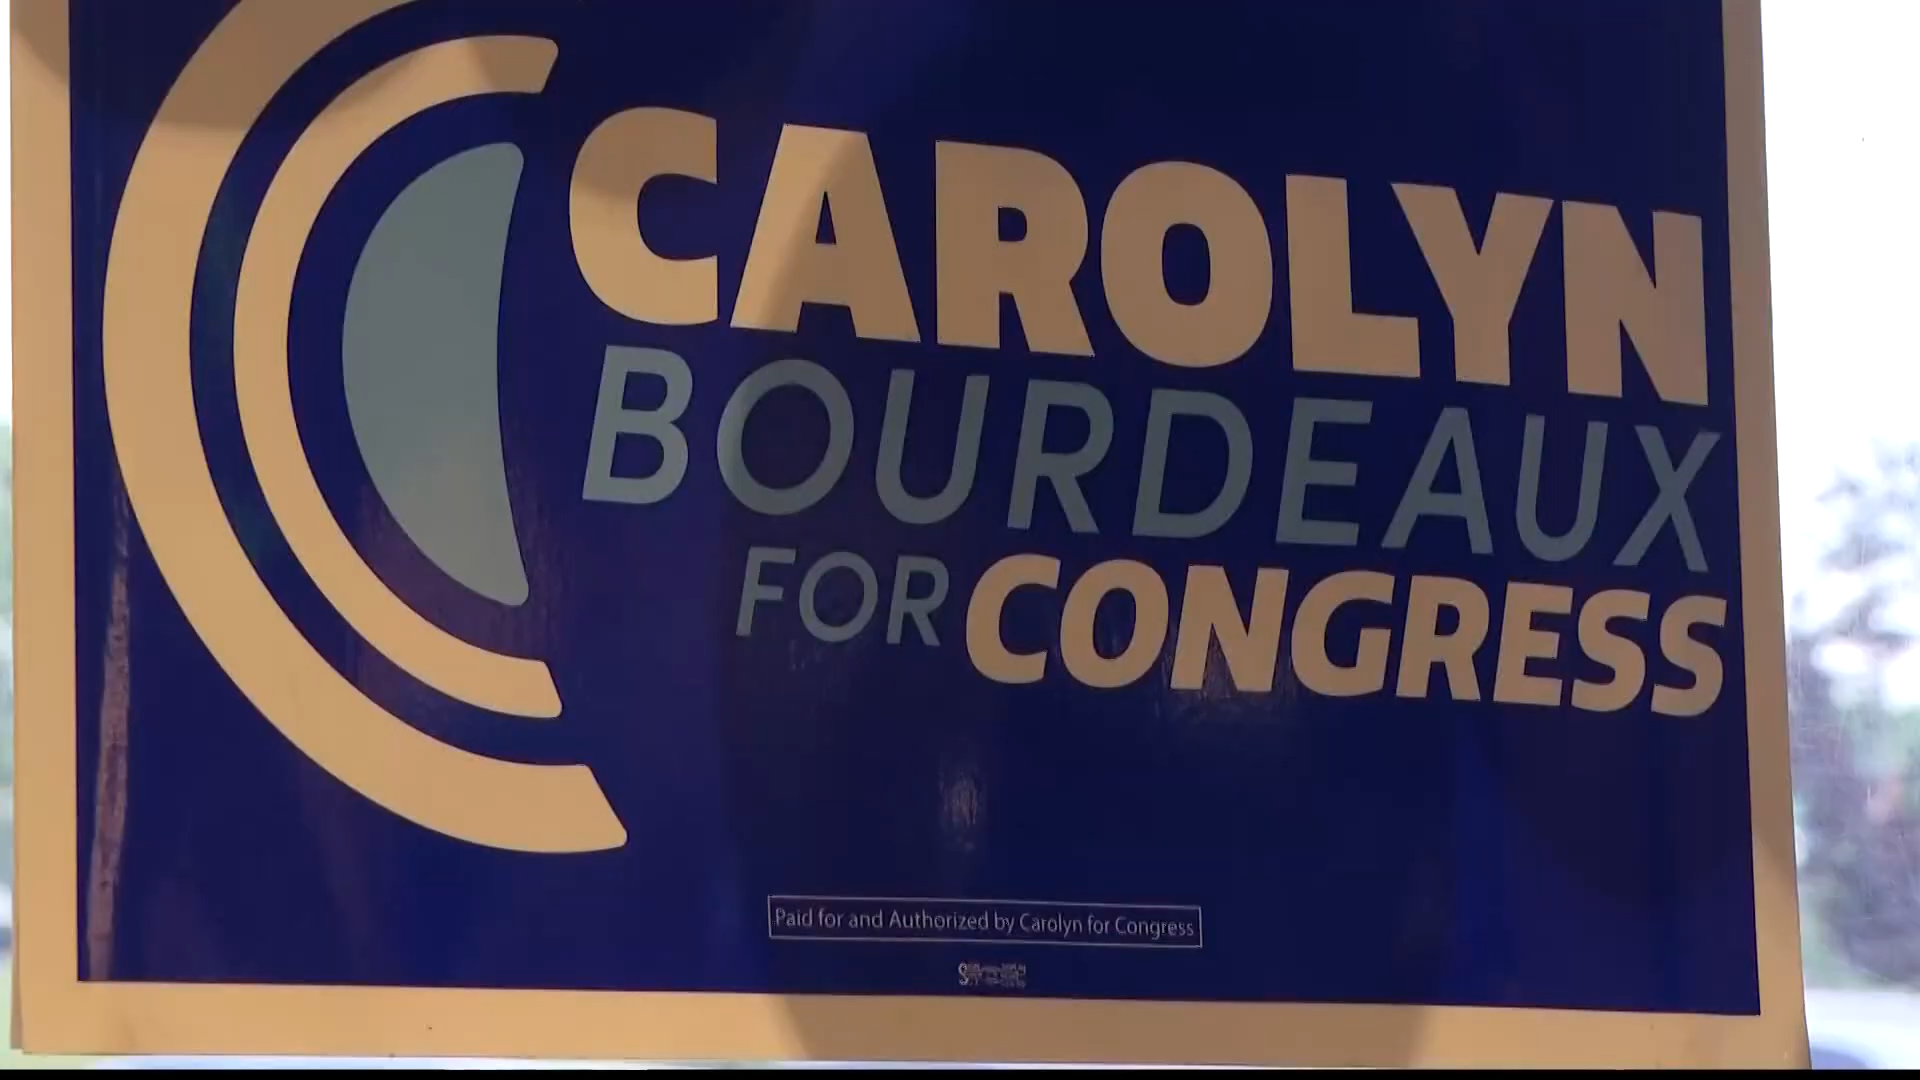 CAROLYN
BOURDEAUX
FOR CONGRESS
Paid for and Authorized by Carolyn for Congress